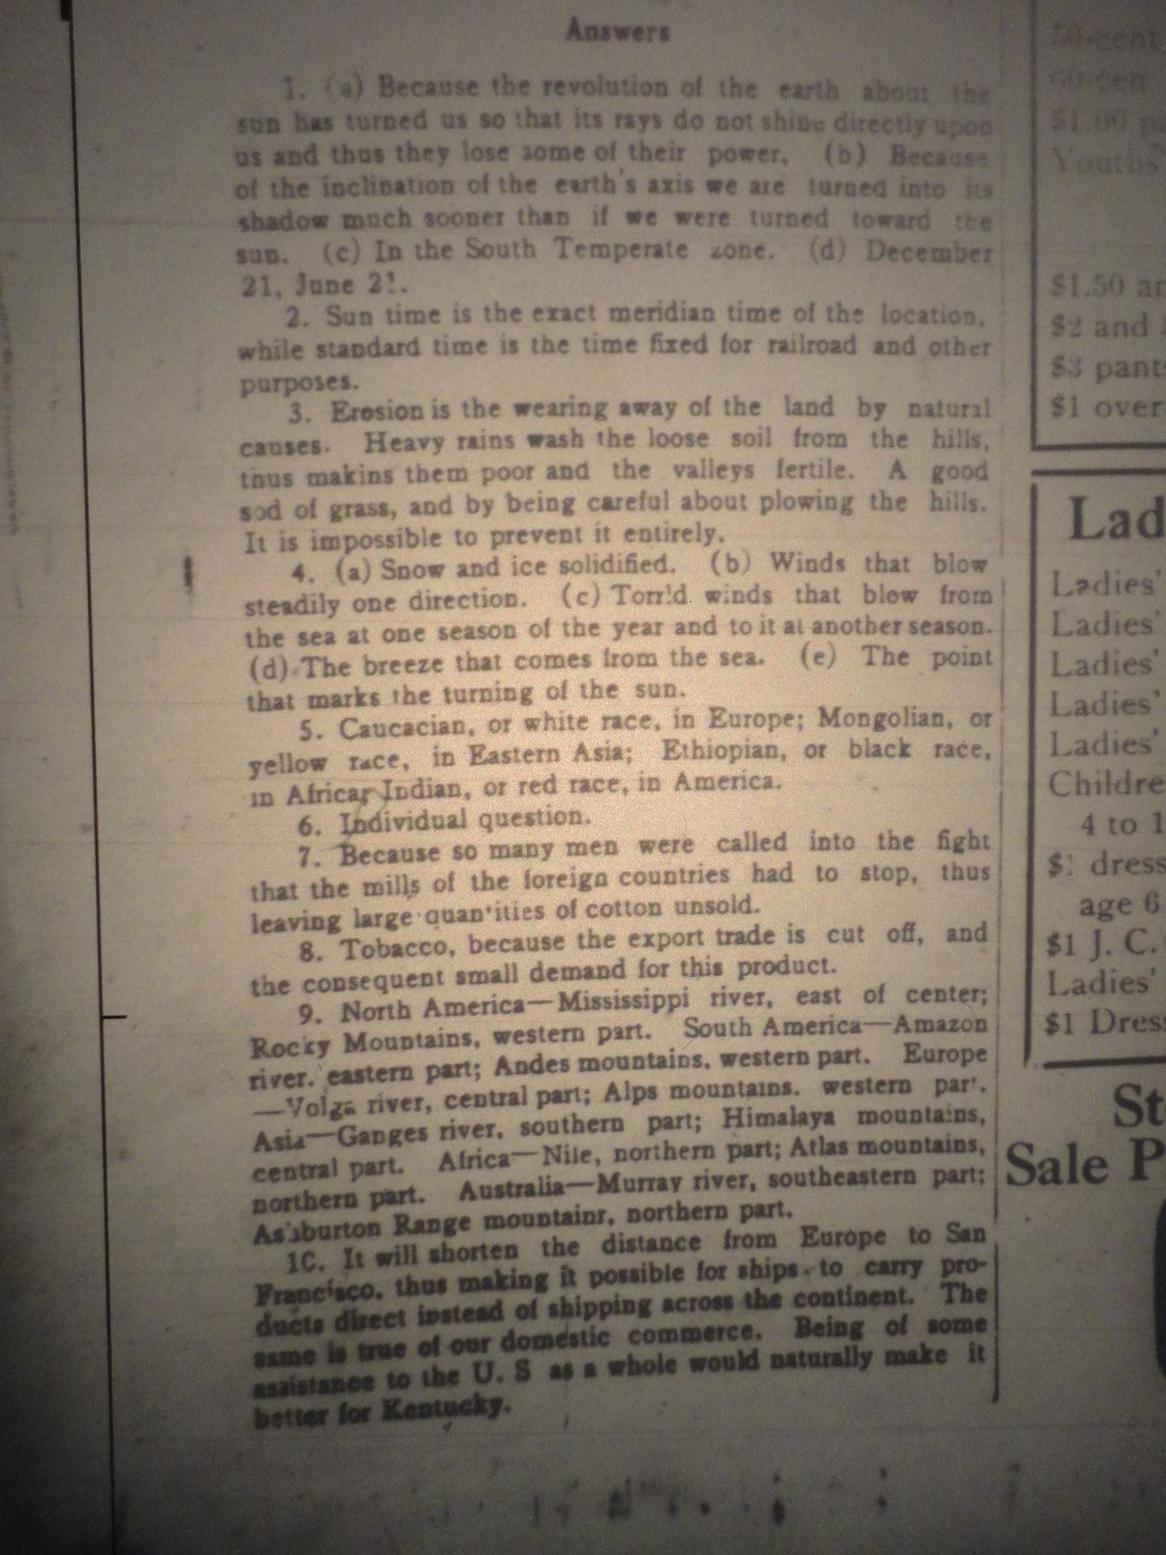 Answers
1. (a) Because the revolution of the earth about the
sun has turned us so that its rays do not shine directly upon
us and thus they lose some of their power. (b) Because
of the inclination of the earth's axis we are turned into its
shadow much sooner than if we were turned toward the
sun. (c) In the South Temperate zone. (d) December
21, June 21.
2. Sun time is the exact meridian time of the location,
while standard time is the time fixed for railroad and other
purposes.
3. Erosion is the wearing away of the land by natural
causes. Heavy rains wash the loose soil from the hills,
thus makins them poor and the valleys fertile. A good
sod of grass, and by being careful about plowing the hills.
It is impossible to prevent it entirely.
4. (a) Snow and ice solidified. (b) Winds that blow
steadily one direction. (c) Torrid winds that blow from
the sea at one season of the year and to it at another season.
(d) The breeze that comes from the sea. (e) The point
that marks the turning of the sun.
5. Caucacian, or white race, in Europe; Mongolian, or
yellow race, in Eastern Asia; Ethiopian, or black race,
in Africa; Indian, or red race, in America.
6. Individual question.
7. Because so many men were called into the fight
that the mills of the foreign countries had to stop, thus
leaving large quantities of cotton unsold.
8. Tobacco, because the export trade is cut off, and
the consequent small demand for this product.
9. North America—Mississippi river, east of center;
Rocky Mountains, western part. South America—Amazon
river, eastern part; Andes mountains, western part. Europe
—Volga river, central part; Alps mountains, western part.
Asia—Ganges river, southern part; Himalaya mountains,
central part. Africa—Nile, northern part; Atlas mountains,
northern part. Australia—Murray river, southeastern part;
Range mountainr, northern part.
10. It will shorten the distance from Europe to San
Francisco, thus making it possible for ships to carry pro-
ducts direct instead of shipping across the continent. The
same is true of our domestic commerce. Being of some
assistance to the U. S as a whole would naturally make it
better for Kentucky.
50-cent
$1.00
Youths'
$1.50
$2 and
$3 pant
$1 over
Lad
Ladies'
Ladies'
Ladies'
Ladies'
Ladies'
Childre
4 to 1
dress
age 6
$1 J. C.
Ladies'
$1 Dres
St
Sale P